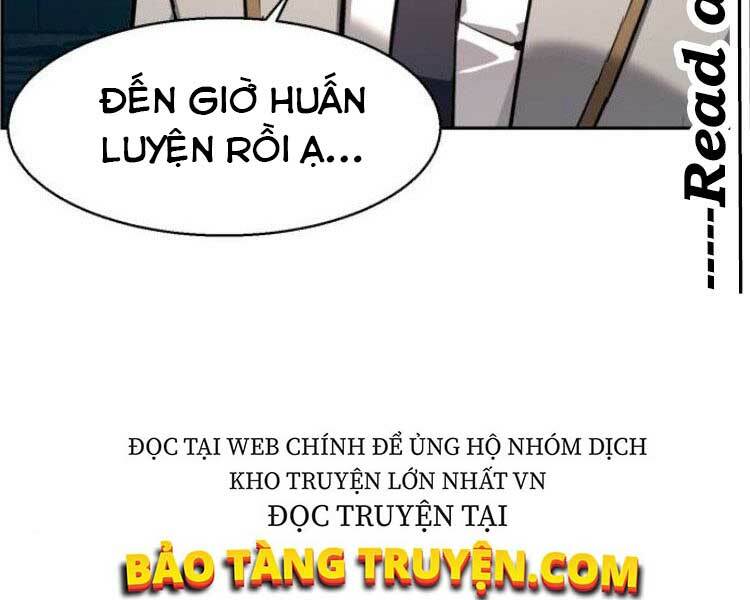 ĐẾN GIỜ HUẤN
LUYỆN RỒI Ạ...
ĐỌC TẠI WEB CHÍNH ĐỂ ỦNG HỘ NHÓM DỊCH
KHO TRUYỆN LỚN NHẤT VN
ĐỌC TRUYỆN TẠI
BẢO TÀNG TRUYỆN.COM
------Read a